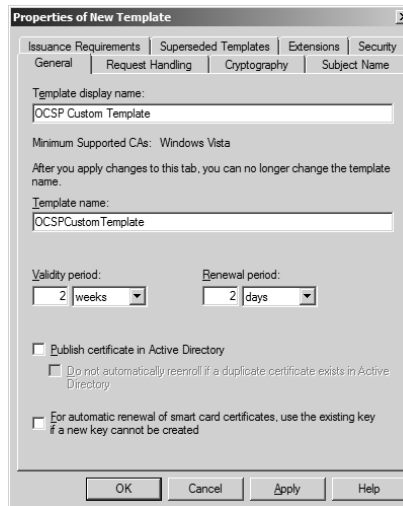 Properties of New Template
Issuance Requirements Superseded Templates Extensions Security
General Request Handling Cryptography Subject Name
Template display name:
OCSP Custom Template
Minimum Supported CAs: Windows Vista
After you apply changes to this tab, you can no longer change the template
name.
Template name:
OCSPCustomTemplate
Validity period: Renewal period:
2 weeks 2 days
Publish certificate in Active Directory
Do not automatically reenroll if a duplicate certificate exists in Active
Directory
For automatic renewal of smart card certificates, use the existing key
if a new key cannot be created
OK Cancel Apply Help